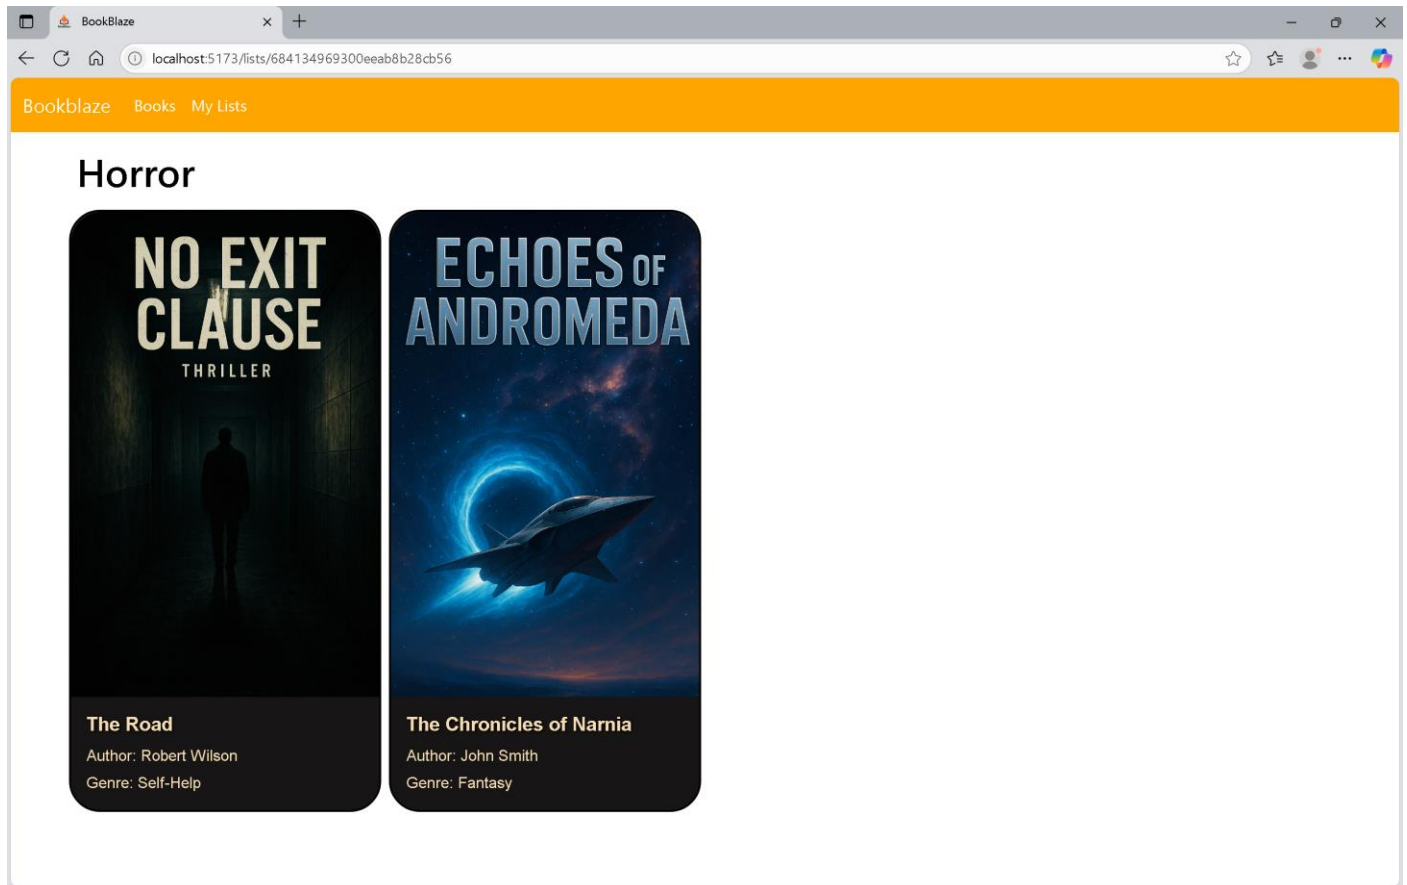 BookBlaze
localhost:5173/lists/684134969300eeab8b28cb56
Bookblaze Books My Lists
Horror
NO EXIT
CLAUSE
THRILLER
ECHOES OF
ANDROMEDA
The Road
Author: Robert Wilson
Genre: Self-Help
The Chronicles of Narnia
Author: John Smith
Genre: Fantasy